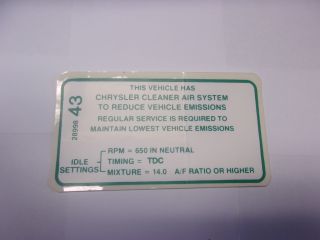 THIS VEHICLE HAS
CHRYSLER CLEANER AIR SYSTEM
TO REDUCE VEHICLE EMISSIONS
REGULAR SERVICE IS REQUIRED TO
MAINTAIN LOWEST VEHICLE EMISSIONS
IDLE SETTINGS
RPM = 650 IN NEUTRAL
TIMING = TDC
MIXTURE = 14.0 A/F RATIO OR HIGHER
43